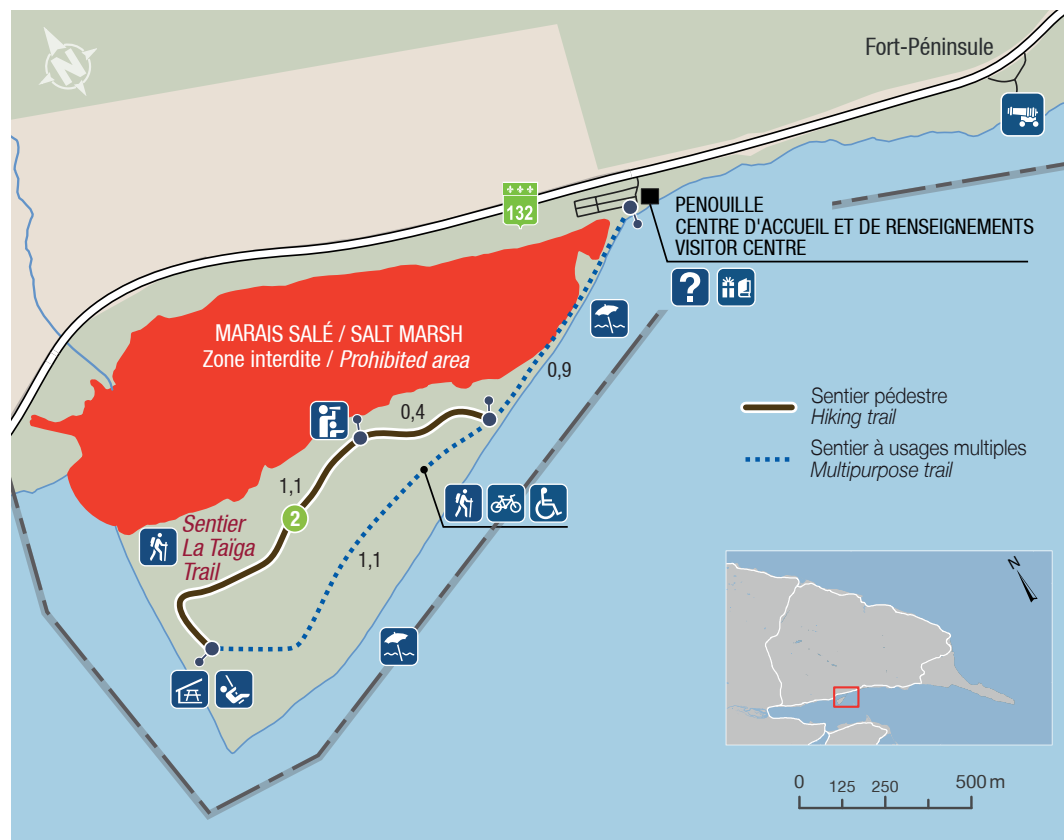 N
Fort-Péninsule
132
PENOUILLE
CENTRE D'ACCUEIL ET DE RENSEIGNEMENTS
VISITOR CENTRE
?
MARAIS SALÉ / SALT MARSH
Zone interdite / Prohibited area
0,9
0,4
1,1
2
Sentier
La Taïga
Trail
1,1
Sentier pédestre
Hiking trail
Sentier à usages multiples
Multipurpose trail
N
0 125 250 500 m